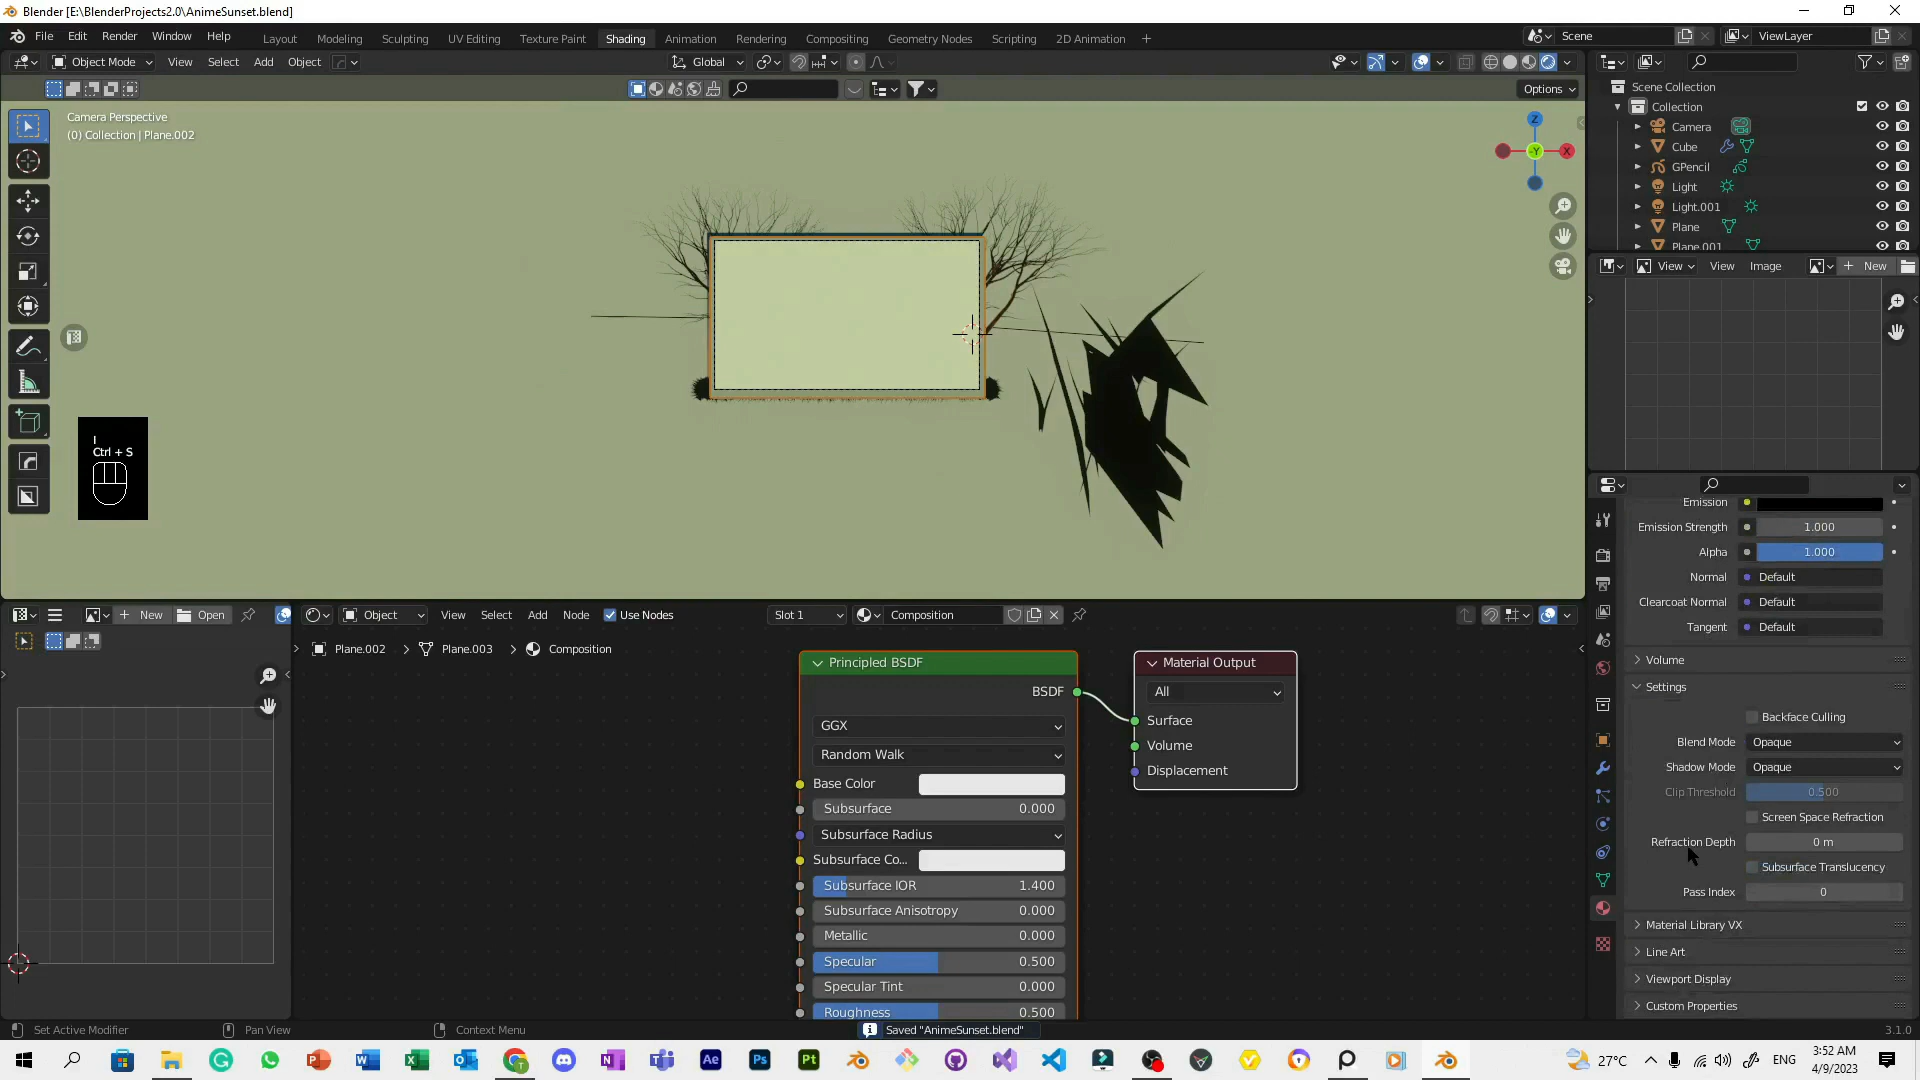 Blender [E:\BlenderProjects2.0\AnimeSunset.blend]
File Edit Render Window Help
Layout Modeling Sculpting UV Editing Texture Paint Shading Animation Rendering Compositing Geometry Nodes Scripting 2D Animation +
Scene
ViewLayer
Object Mode View Select Add Object
Global
Options
Camera Perspective
(0) Collection | Plane.002
Z
-Y
X
I
Ctrl + S
Scene Collection
Collection
Camera
Cube
GPencil
Light
Light.001
Plane
Plane.001
View View Image New
Emission
Emission Strength 1.000
Alpha 1.000
Normal Default
Clearcoat Normal Default
Tangent Default
Volume
Settings
Backface Culling
Blend Mode Opaque
Shadow Mode Opaque
Clip Threshold 0.500
Screen Space Refraction
Refraction Depth 0 m
Subsurface Translucency
Pass Index 0
Material Library VX
Line Art
Viewport Display
Custom Properties
New Open
Object View Select Add Node Use Nodes Slot 1 Composition
Plane.002 > Plane.003 > Composition
Principled BSDF
BSDF
GGX
Random Walk
Base Color
Subsurface 0.000
Subsurface Radius
Subsurface Co...
Subsurface IOR 1.400
Subsurface Anisotropy 0.000
Metallic 0.000
Specular 0.500
Specular Tint 0.000
Roughness 0.500
Material Output
All
Surface
Volume
Displacement
Set Active Modifier Pan View Context Menu Saved "AnimeSunset.blend" 3.1.0
27°C ENG
3:52 AM
4/9/2023